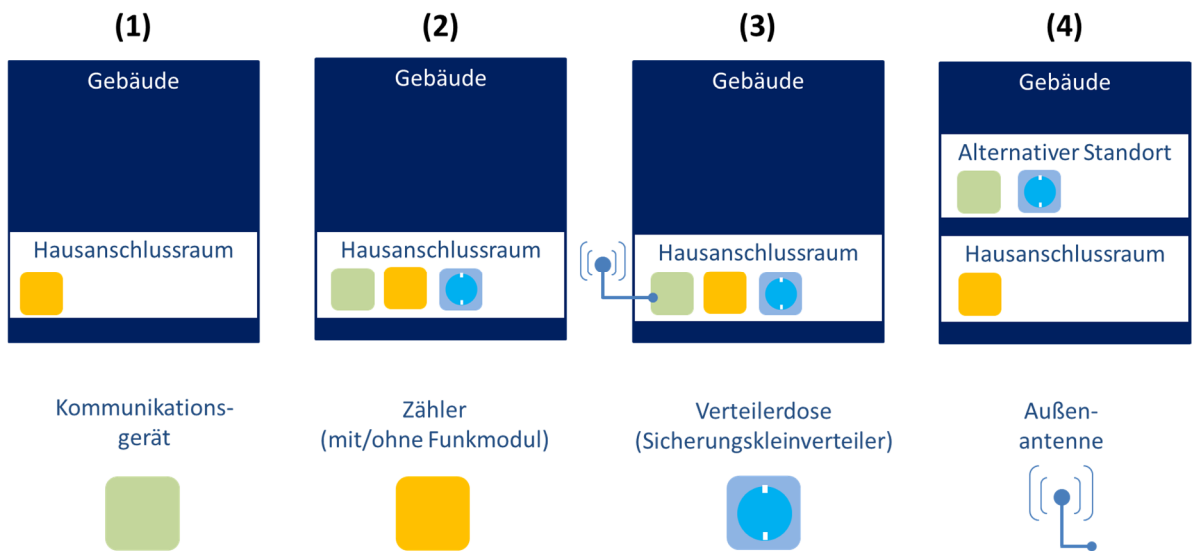 (1)
(2)
(3)
(4)
Gebäude
Gebäude
Gebäude
Gebäude
Alternativer Standort
Hausanschlussraum
Hausanschlussraum
Hausanschlussraum
Hausanschlussraum
Kommunikations-
gerät
Zähler
(mit/ohne Funkmodul)
Verteilerdose
(Sicherungskleinverteiler)
Außen-
antenne